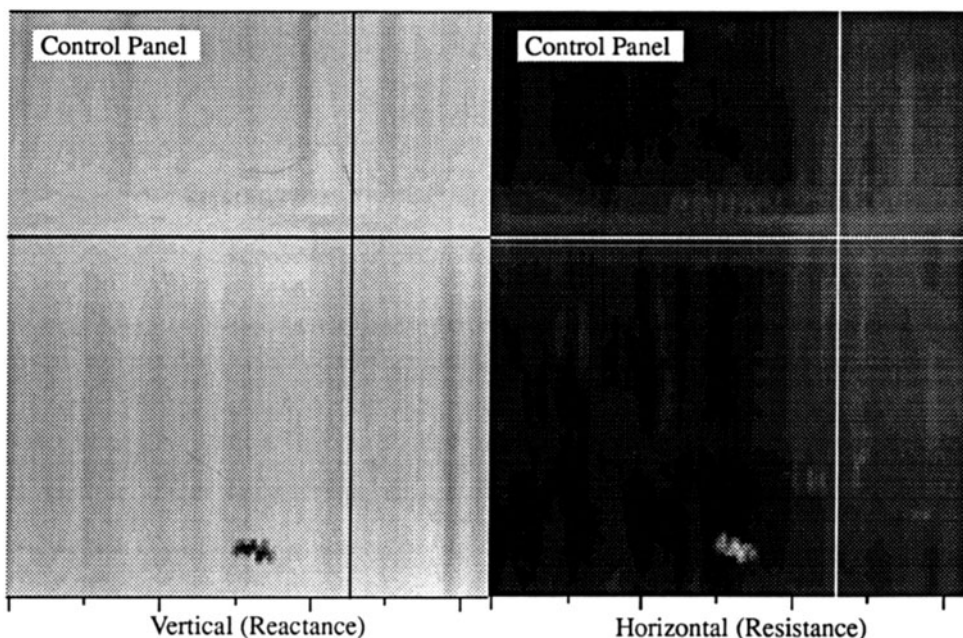 Control Panel
Control Panel
Vertical (Reactance)
Horizontal (Resistance)